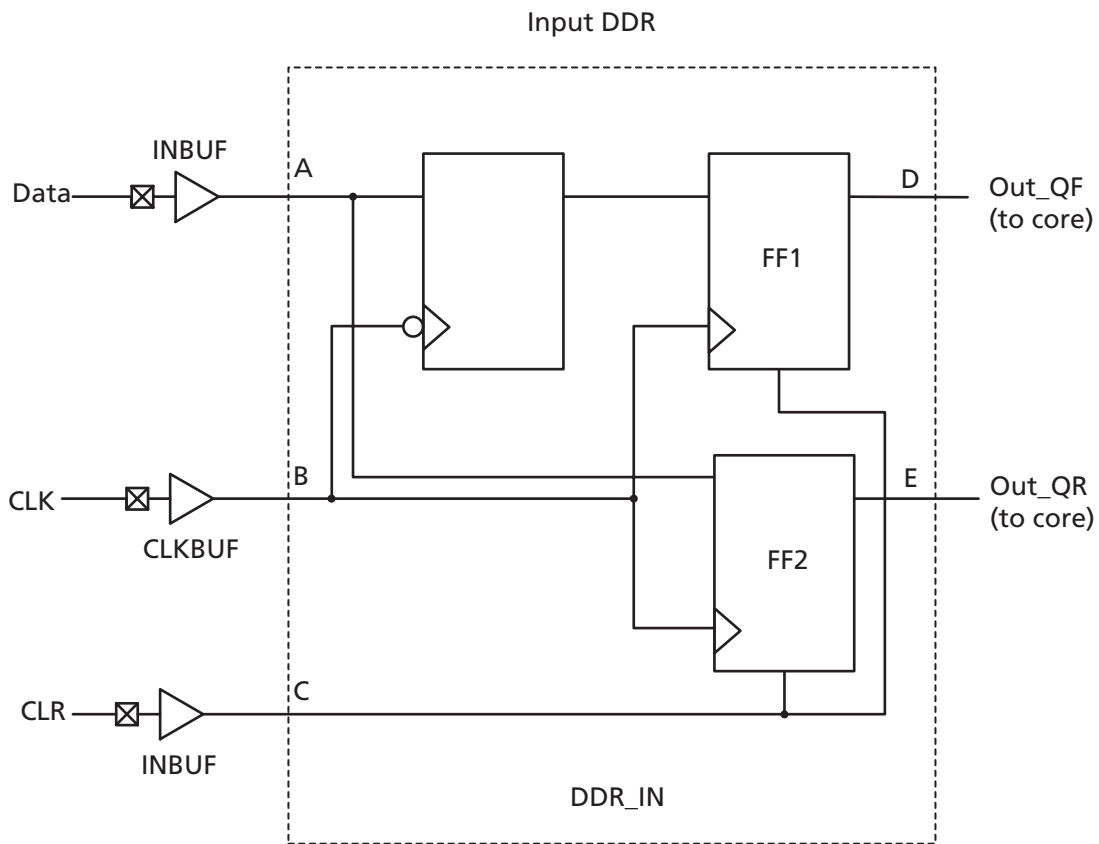 Input DDR
INBUF
A
Data
D
Out_QF
(to core)
FF1
B
E
CLK
Out_QR
(to core)
CLKBUF
FF2
C
CLR
INBUF
DDR_IN